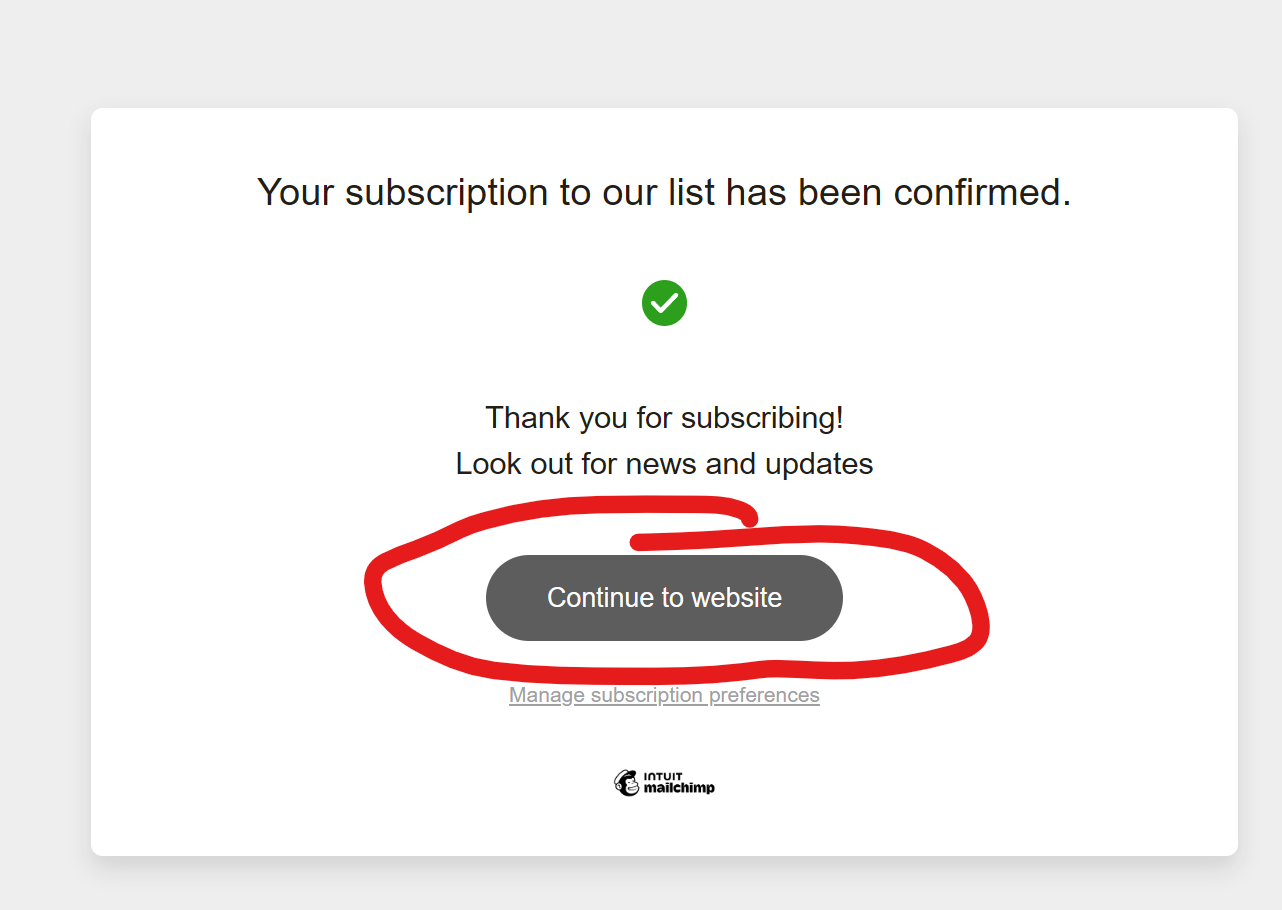 Your subscription to our list has been confirmed.
Thank you for subscribing!
Look out for news and updates
Continue to website
Manage subscription preferences
INTUIT
mailchimp